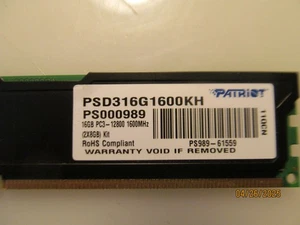 PATRIOT
PSD316G1600KH
PS000989
16GB PC3-12800 1600MHz
(2X8GB) Kit
RoHS Compliant PS989-61559
WARRANTY VOID IF REMOVED